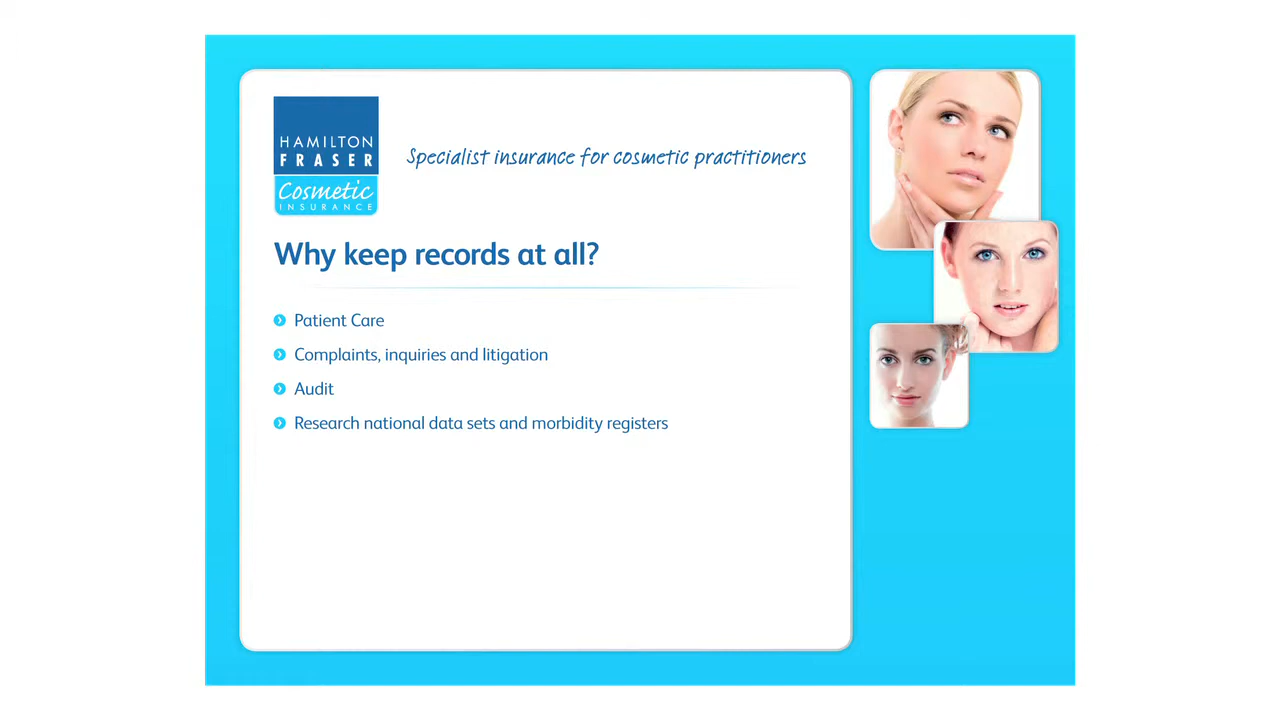 HAMILTON
FRASER
Cosmetic
INSURANCE
Specialist insurance for cosmetic practitioners
Why keep records at all?
Patient Care
Complaints, inquiries and litigation
Audit
Research national data sets and morbidity registers